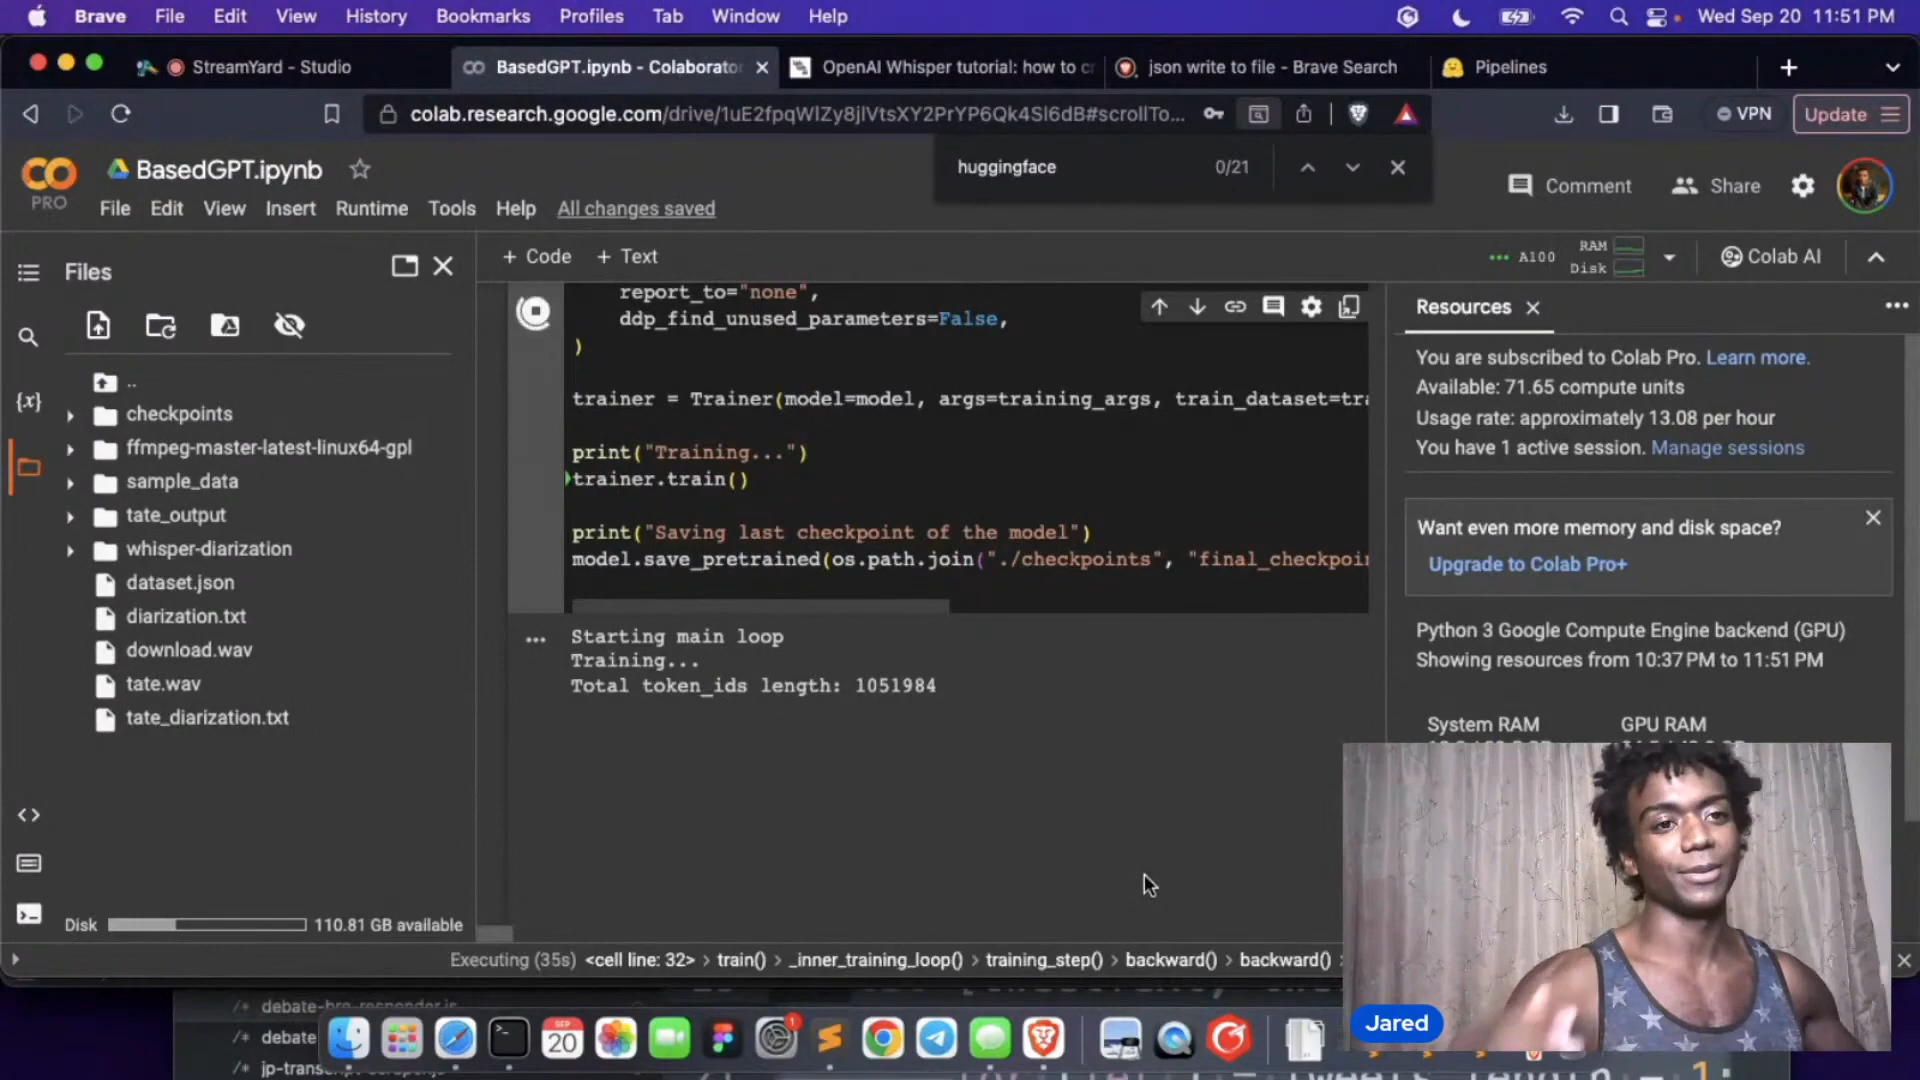 Brave File Edit View History Bookmarks Profiles Tab Window Help Wed Sep 20 11:51 PM
StreamYard - Studio
BasedGPT.ipynb - Colaborato
OpenAI Whisper tutorial: how to c
json write to file - Brave Search
Pipelines
colab.research.google.com/drive/1uE2fpqWlZy8jlVtsXY2PrYP6Qk4Sl6dB#scrollTo...
VPN
Update
huggingface 0/21
CO
PRO
BasedGPT.ipynb
File Edit View Insert Runtime Tools Help All changes saved
Comment
Share
Files
+ Code + Text
A100
RAM
Disk
Colab AI
{x}
..
checkpoints
ffmpeg-master-latest-linux64-gpl
sample_data
tate_output
whisper-diarization
dataset.json
diarization.txt
download.wav
tate.wav
tate_diarization.txt
Disk 110.81 GB available
report_to="none",
ddp_find_unused_parameters=False,
)
trainer = Trainer(model=model, args=training_args, train_dataset=tra
print("Training...")
trainer.train()
print("Saving last checkpoint of the model")
model.save_pretrained(os.path.join("./checkpoints", "final_checkpoin
Starting main loop
Training...
Total token_ids length: 1051984
Resources
You are subscribed to Colab Pro. Learn more.
Available: 71.65 compute units
Usage rate: approximately 13.08 per hour
You have 1 active session. Manage sessions
Want even more memory and disk space?
Upgrade to Colab Pro+
Python 3 Google Compute Engine backend (GPU)
Showing resources from 10:37 PM to 11:51 PM
System RAM GPU RAM
Executing (35s) <cell line: 32> > train() > _inner_training_loop() > training_step() > backward() > backward()
/* debate
/*
SEP
20
1
Jared